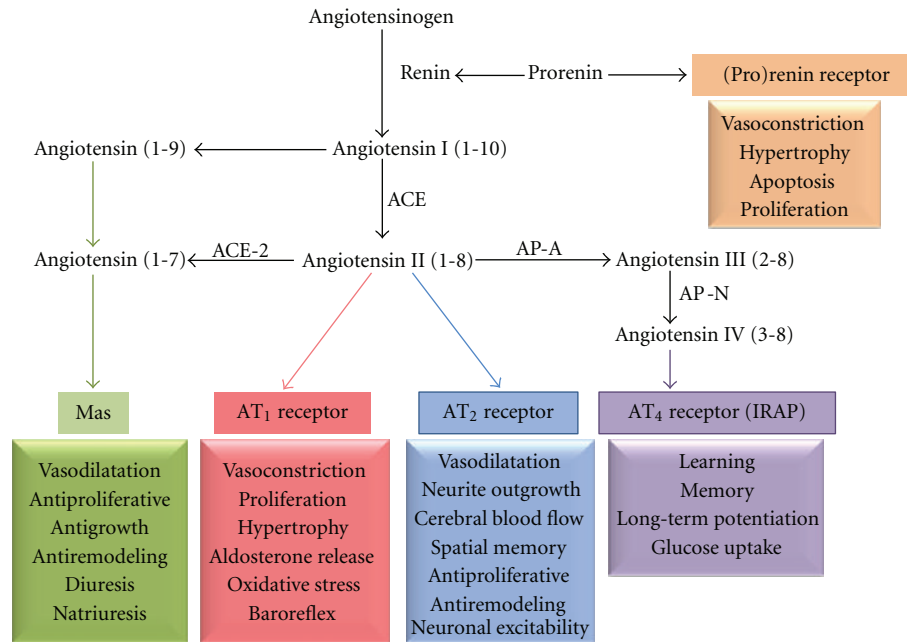 Angiotensinogen
Renin
Prorenin
(Pro)renin receptor
Vasoconstriction
Hypertrophy
Apoptosis
Proliferation
Angiotensin (1-9)
Angiotensin I (1-10)
ACE
Angiotensin (1-7)
ACE-2
Angiotensin II (1-8)
AP-A
Angiotensin III (2-8)
AP-N
Angiotensin IV (3-8)
Mas
Vasodilatation
Antiproliferative
Antigrowth
Antiremodeling
Diuresis
Natriuresis
AT₁ receptor
Vasoconstriction
Proliferation
Hypertrophy
Aldosterone release
Oxidative stress
Baroreflex
AT₂ receptor
Vasodilatation
Neurite outgrowth
Cerebral blood flow
Spatial memory
Antiproliferative
Antiremodeling
Neuronal excitability
AT₄ receptor (IRAP)
Learning
Memory
Long-term potentiation
Glucose uptake